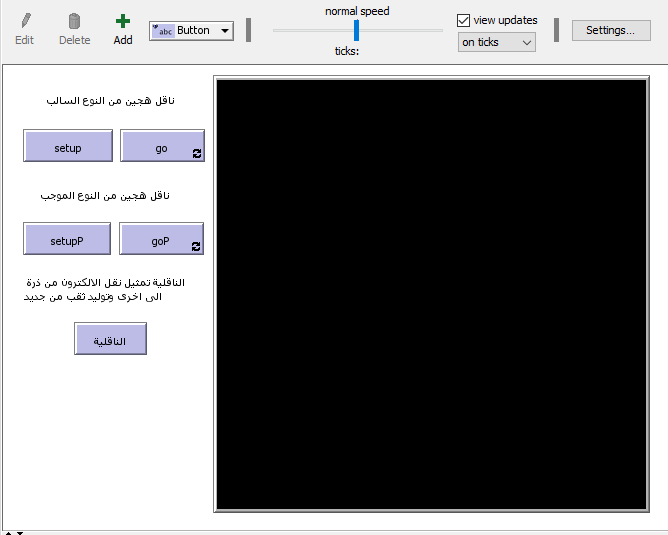 normal speed
view updates
Edit
Delete
Add
abc Button
ticks:
on ticks
Settings...
ناقل هجين من النوع السالب
setup
go
ناقل هجين من النوع الموجب
setupP
goP
الناقلية تمثيل نقل الالكترون من ذرة
الى اخرى وتوليد ثقب من جديد
الناقلية